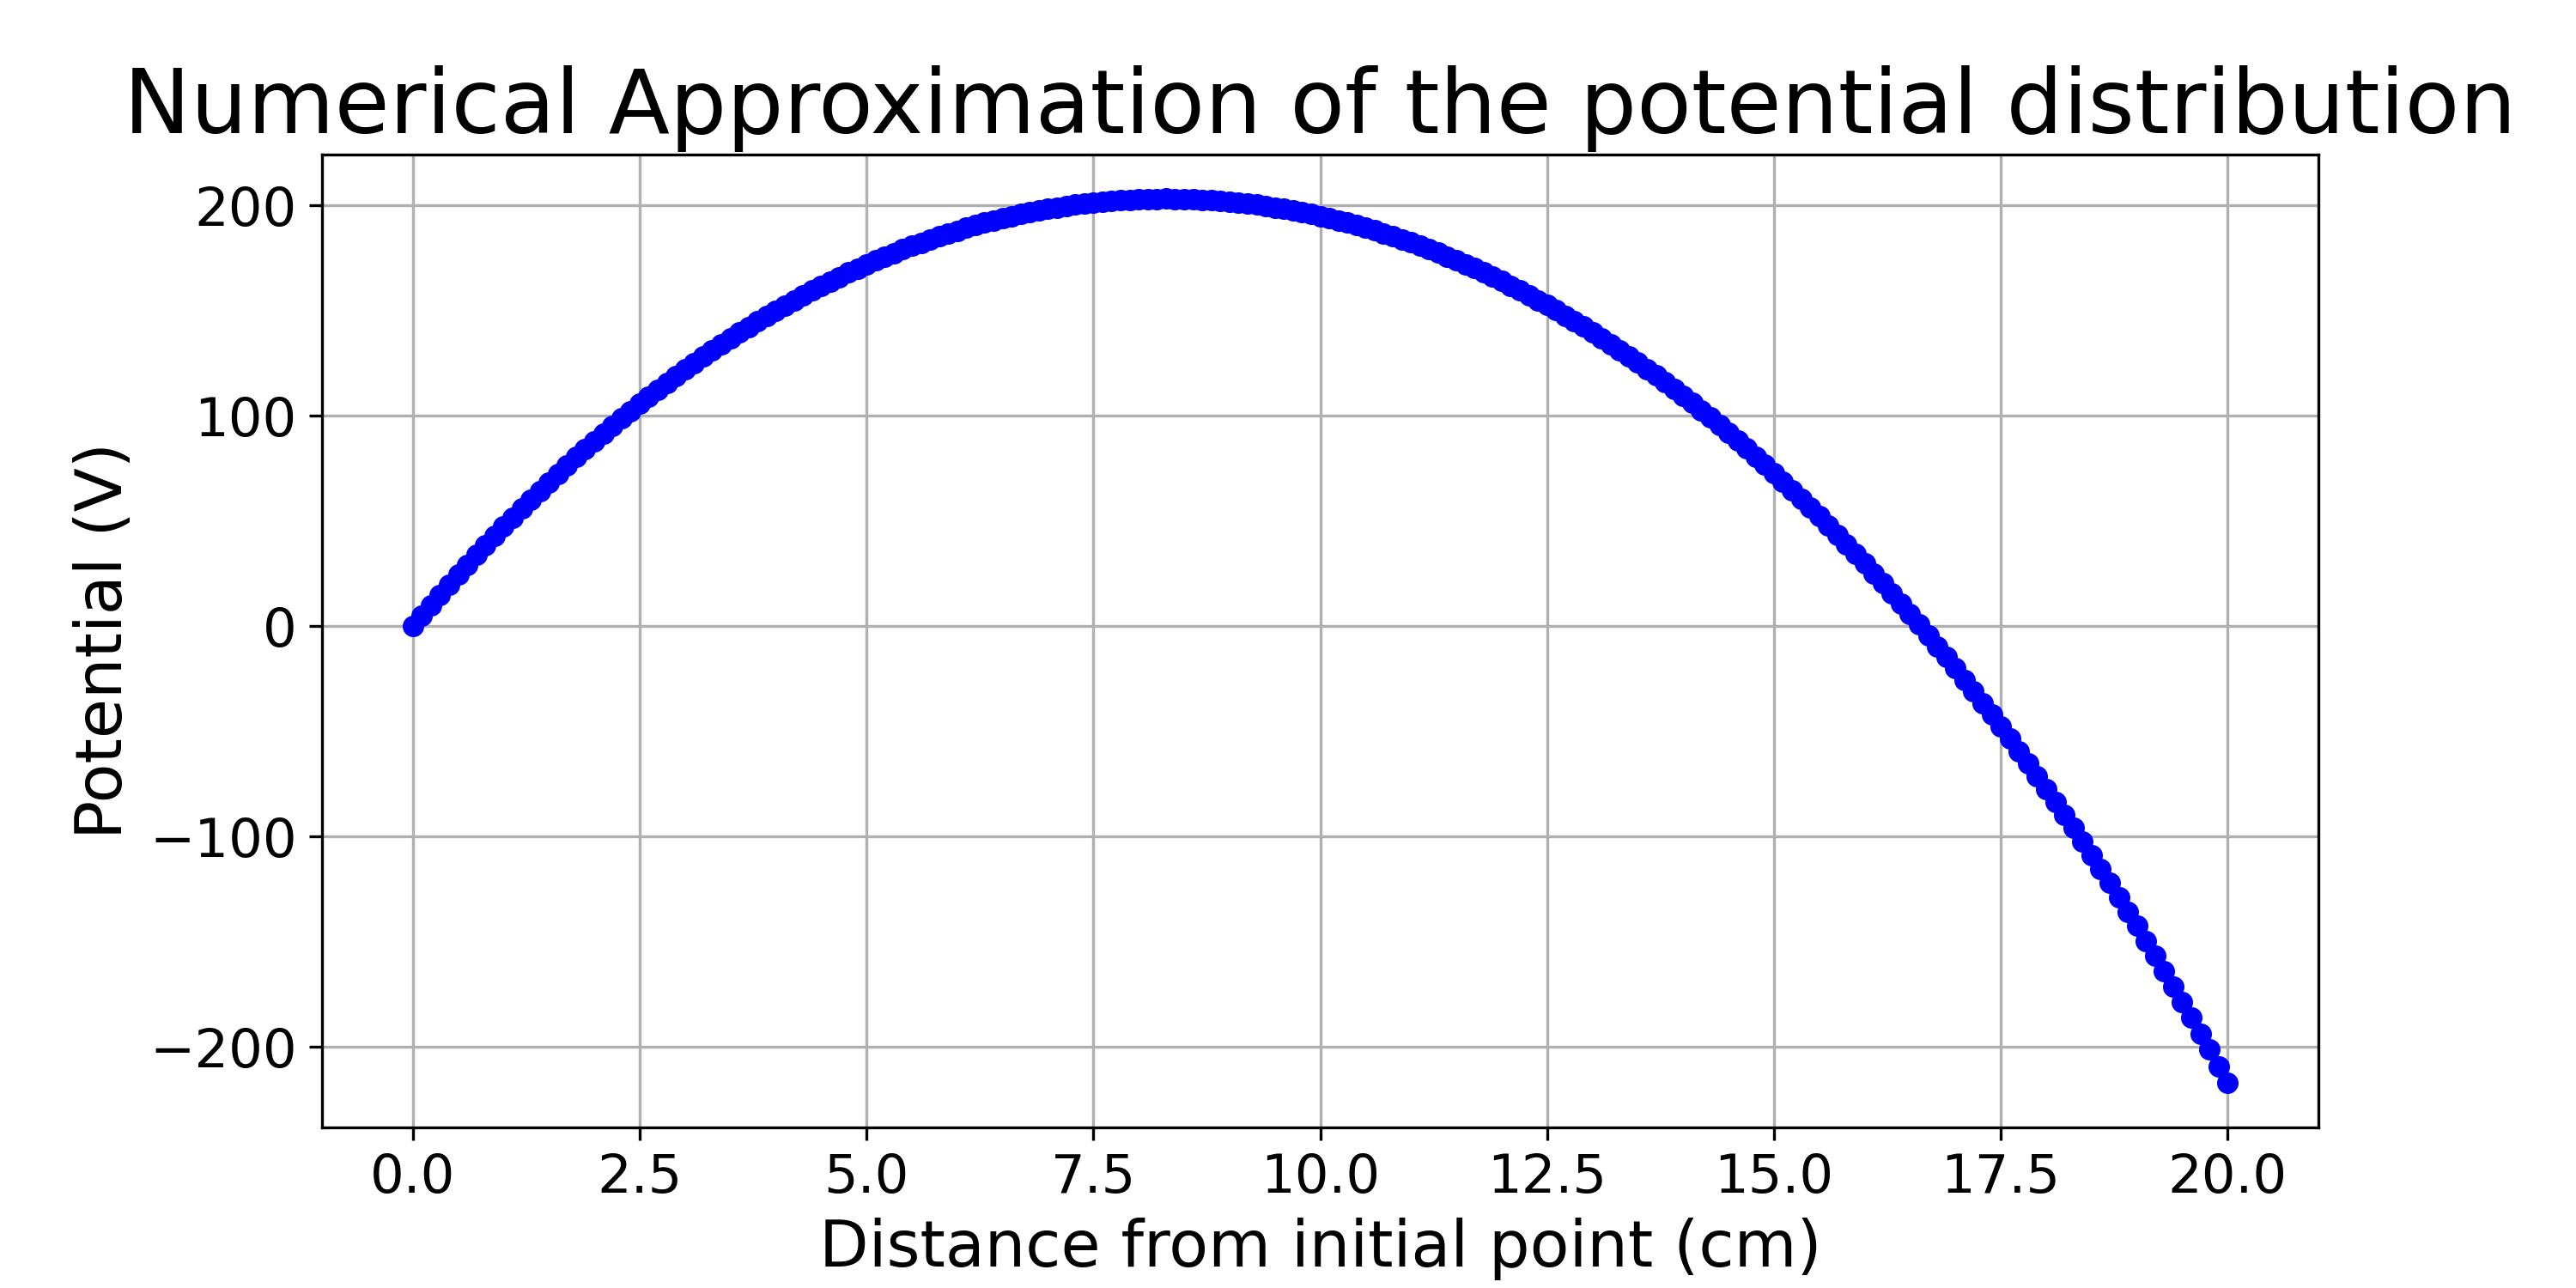 Numerical Approximation of the potential distribution
200
100
0
−100
−200
Potential (V)
0.0 2.5 5.0 7.5 10.0 12.5 15.0 17.5 20.0
Distance from initial point (cm)